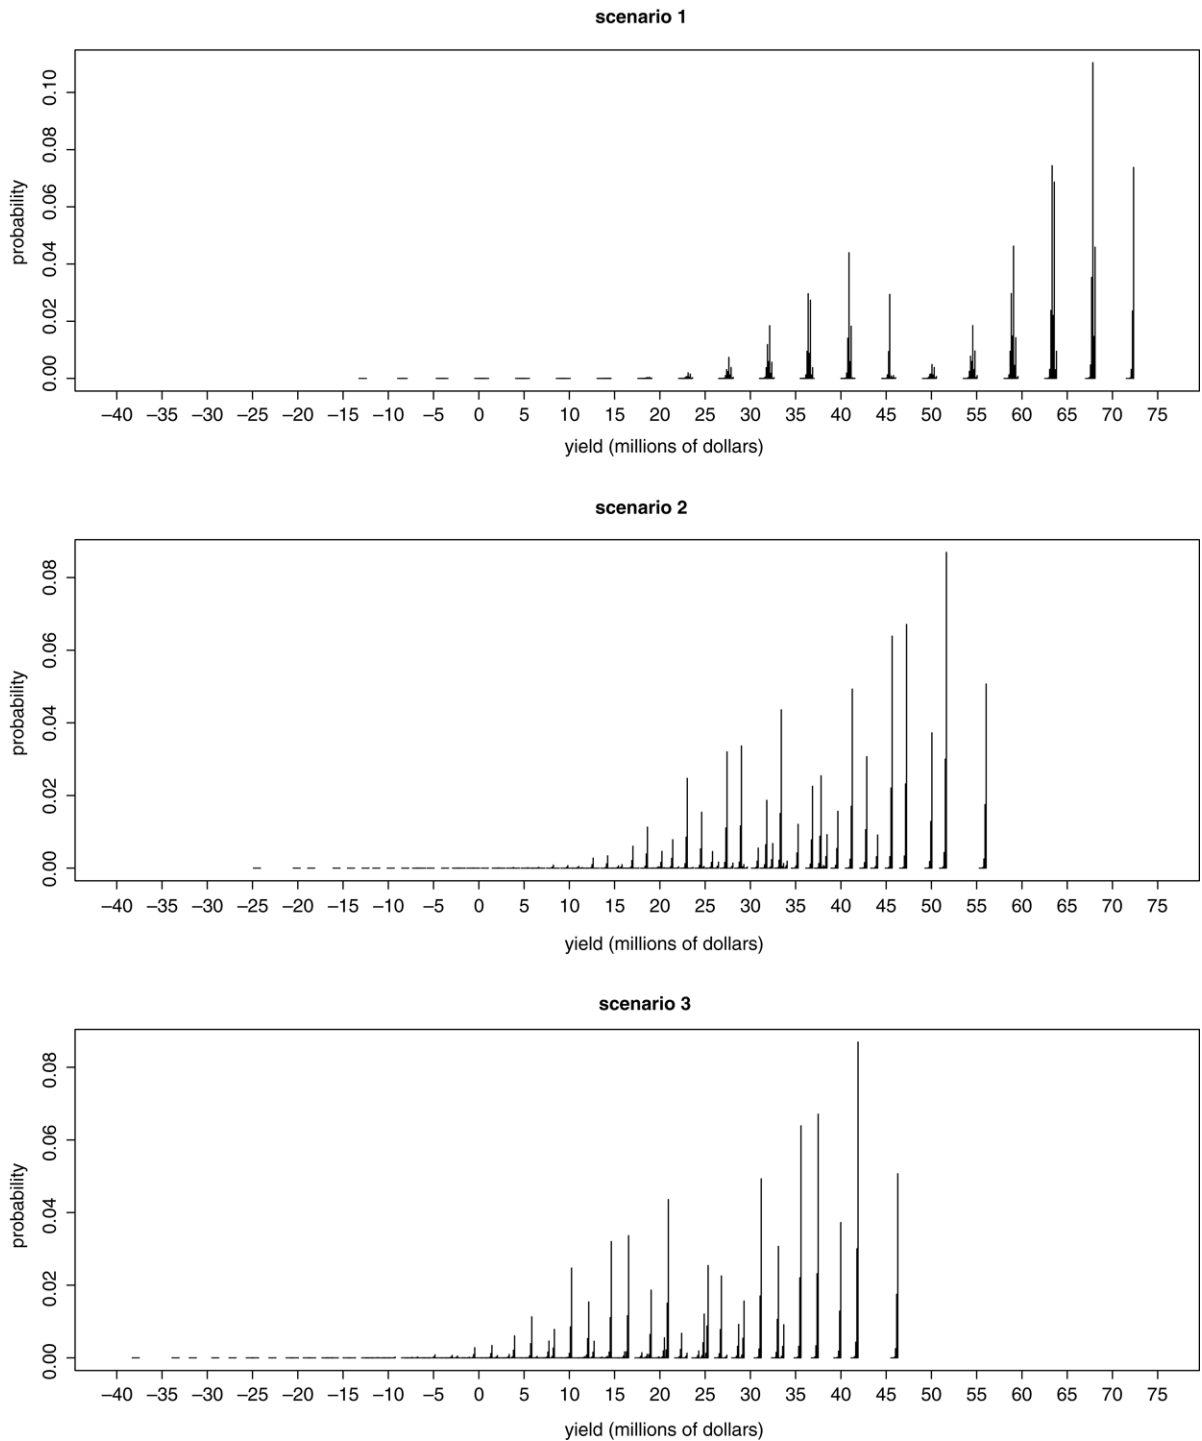 scenario 1
probability
0.00 0.02 0.04 0.06 0.08 0.10
−40 −35 −30 −25 −20 −15 −10 −5 0 5 10 15 20 25 30 35 40 45 50 55 60 65 70 75
yield (millions of dollars)
scenario 2
probability
0.00 0.02 0.04 0.06 0.08
−40 −35 −30 −25 −20 −15 −10 −5 0 5 10 15 20 25 30 35 40 45 50 55 60 65 70 75
yield (millions of dollars)
scenario 3
probability
0.00 0.02 0.04 0.06 0.08
−40 −35 −30 −25 −20 −15 −10 −5 0 5 10 15 20 25 30 35 40 45 50 55 60 65 70 75
yield (millions of dollars)